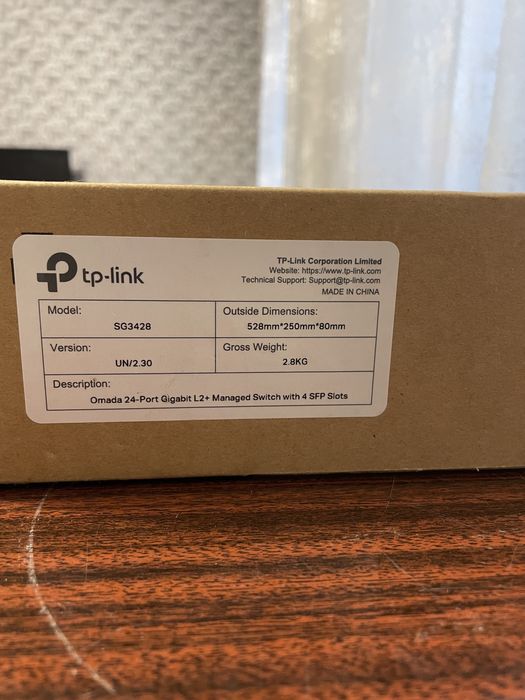 tp-link
TP-Link Corporation Limited
Website: https://www.tp-link.com
Technical Support: Support@tp-link.com
MADE IN CHINA
Model:
SG3428
Outside Dimensions:
528mm*250mm*80mm
Version:
UN/2.30
Gross Weight:
2.8KG
Description:
Omada 24-Port Gigabit L2+ Managed Switch with 4 SFP Slots